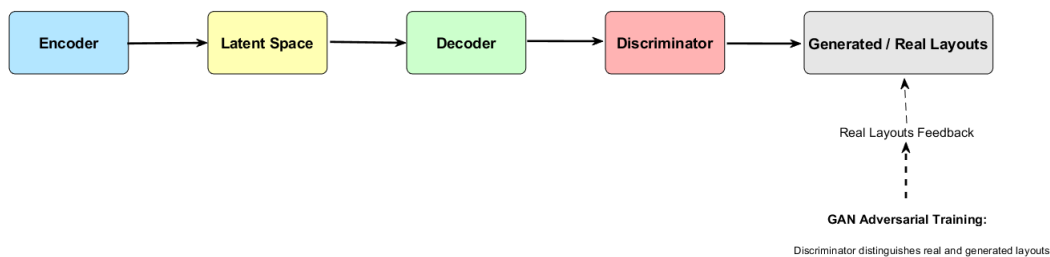 Encoder
Latent Space
Decoder
Discriminator
Generated / Real Layouts
Real Layouts Feedback
GAN Adversarial Training:
Discriminator distinguishes real and generated layouts